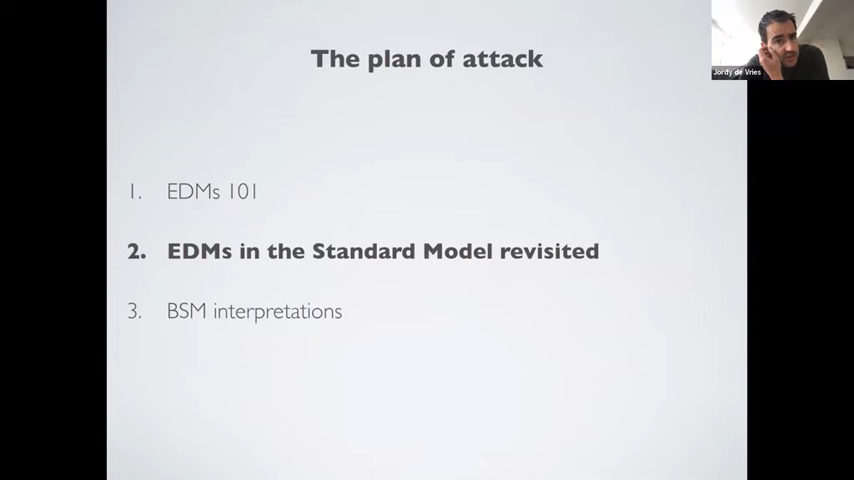 The plan of attack
Jordy de Vries
1. EDMs 101
2. EDMs in the Standard Model revisited
3. BSM interpretations